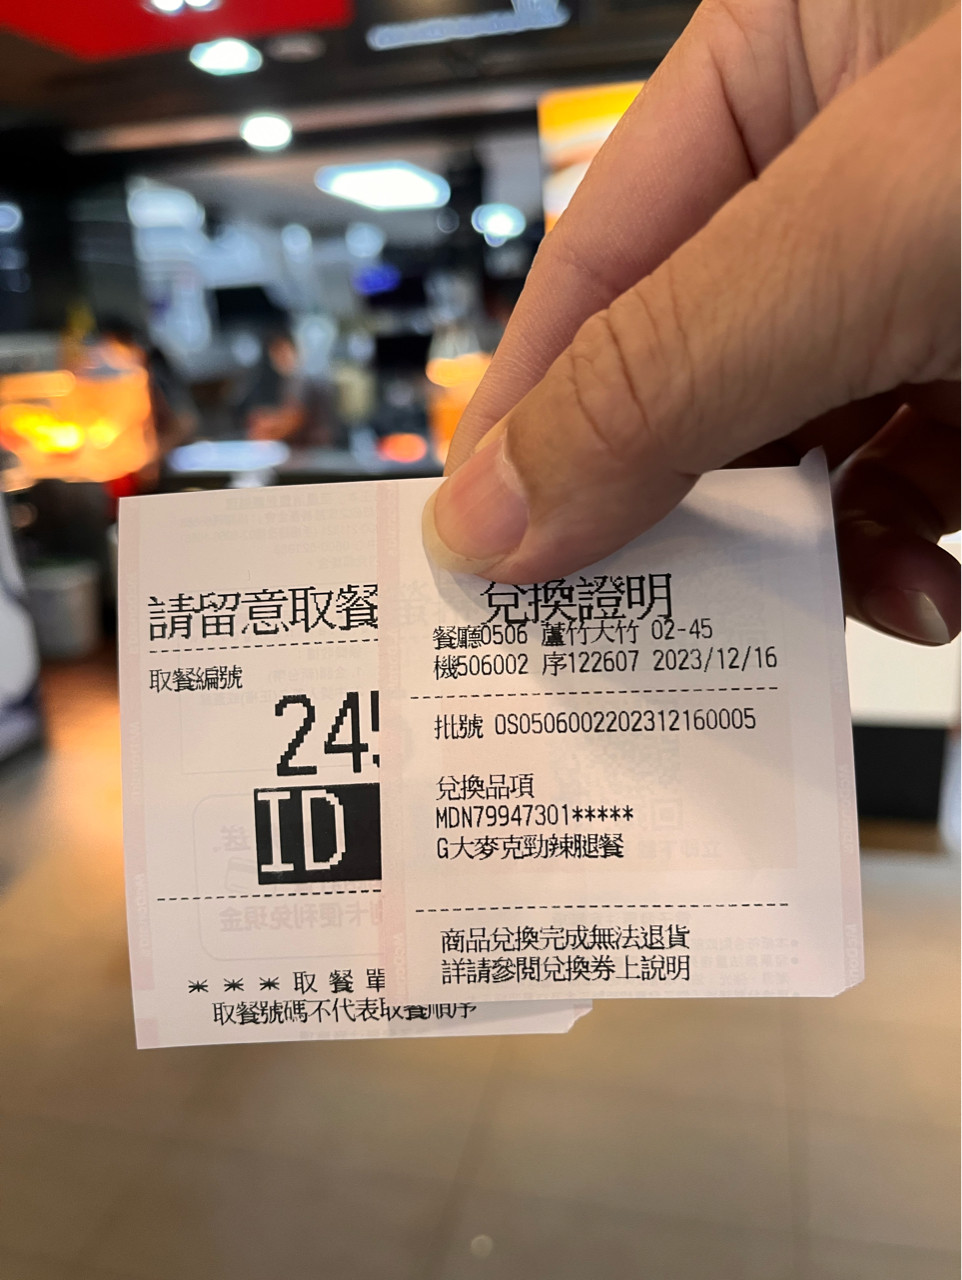 請留意取餐
取餐編號
24
ID
***取餐單
取餐號碼不代表取餐順序
兌換證明
餐廳0506 蘆竹大竹 02-45
機506002 序122607 2023/12/16
批號 OS0506002202312160005
兌換品項
MDN79947301*****
G大麥克勁辣腿餐
商品兌換完成無法退貨
詳請參閱兌換券上說明